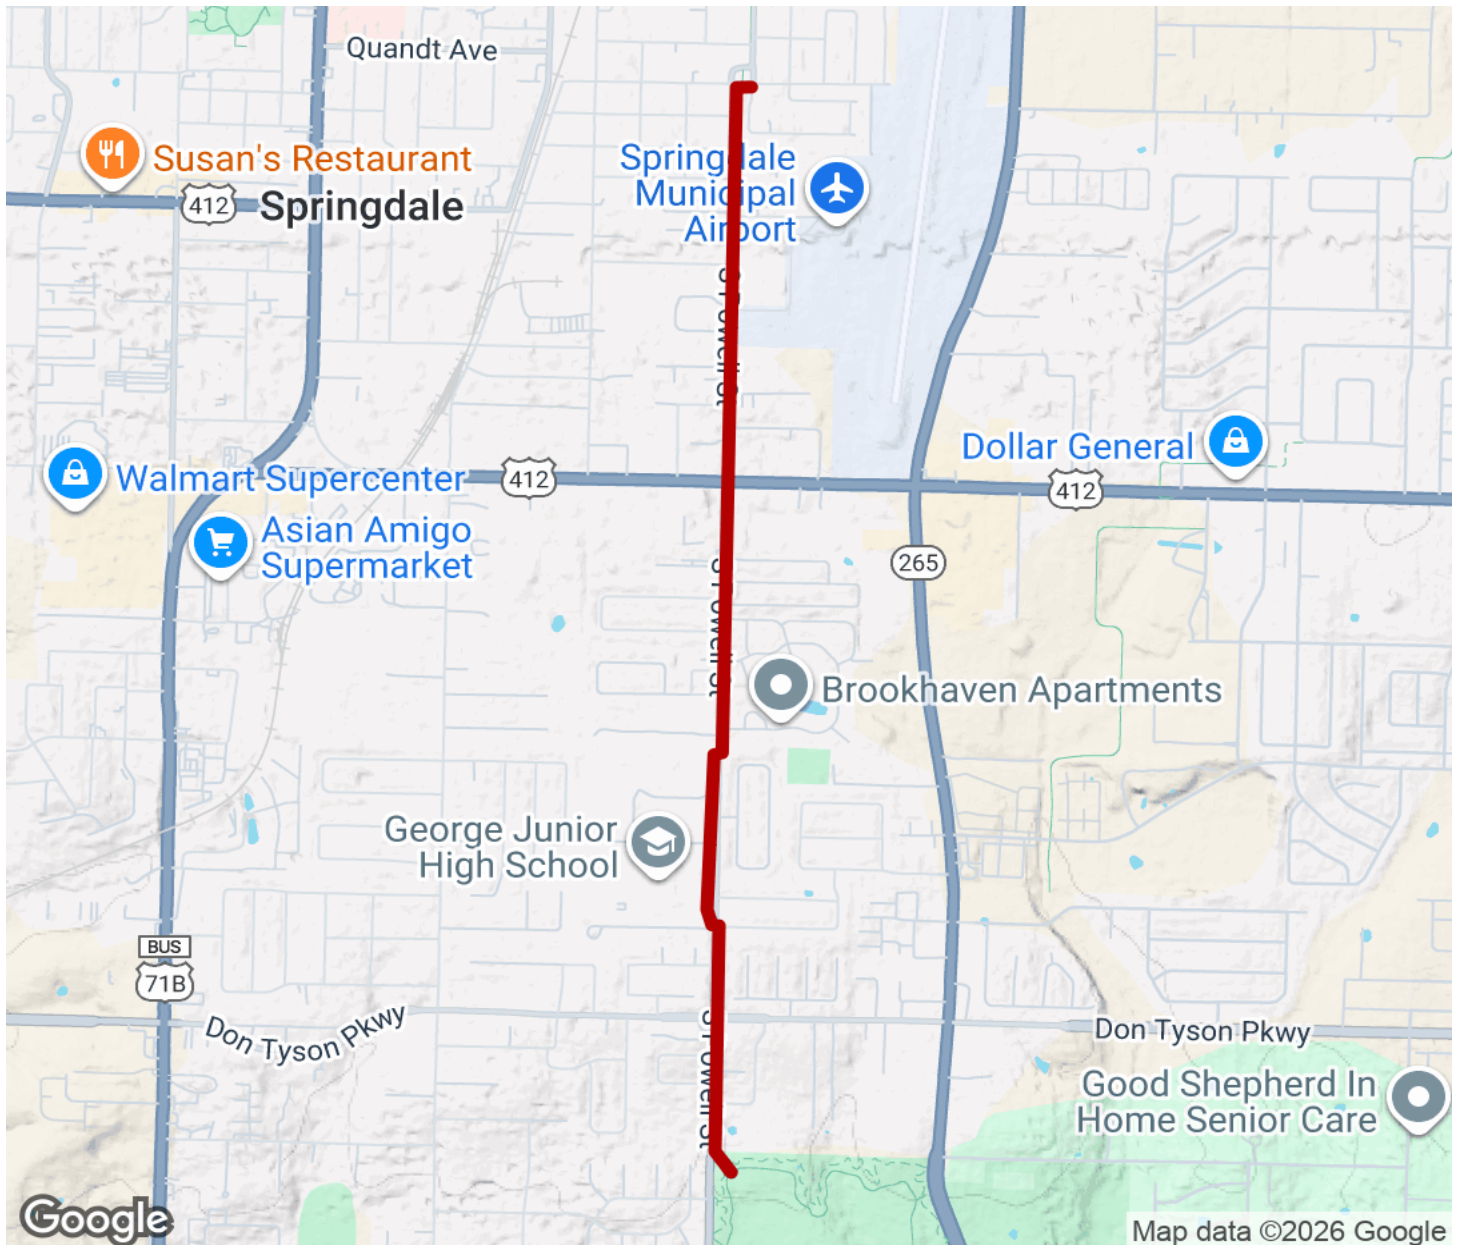 Quandt Ave
Susan's Restaurant
412
Springdale
Springdale
Municipal
Airport
S Powell St
Dollar General
Walmart Supercenter
412
412
Asian Amigo
Supermarket
265
S Powell St
Brookhaven Apartments
George Junior
High School
BUS
71B
Don Tyson Pkwy
S Powell St
Don Tyson Pkwy
Good Shepherd In
Home Senior Care
Google
Map data ©2026 Google